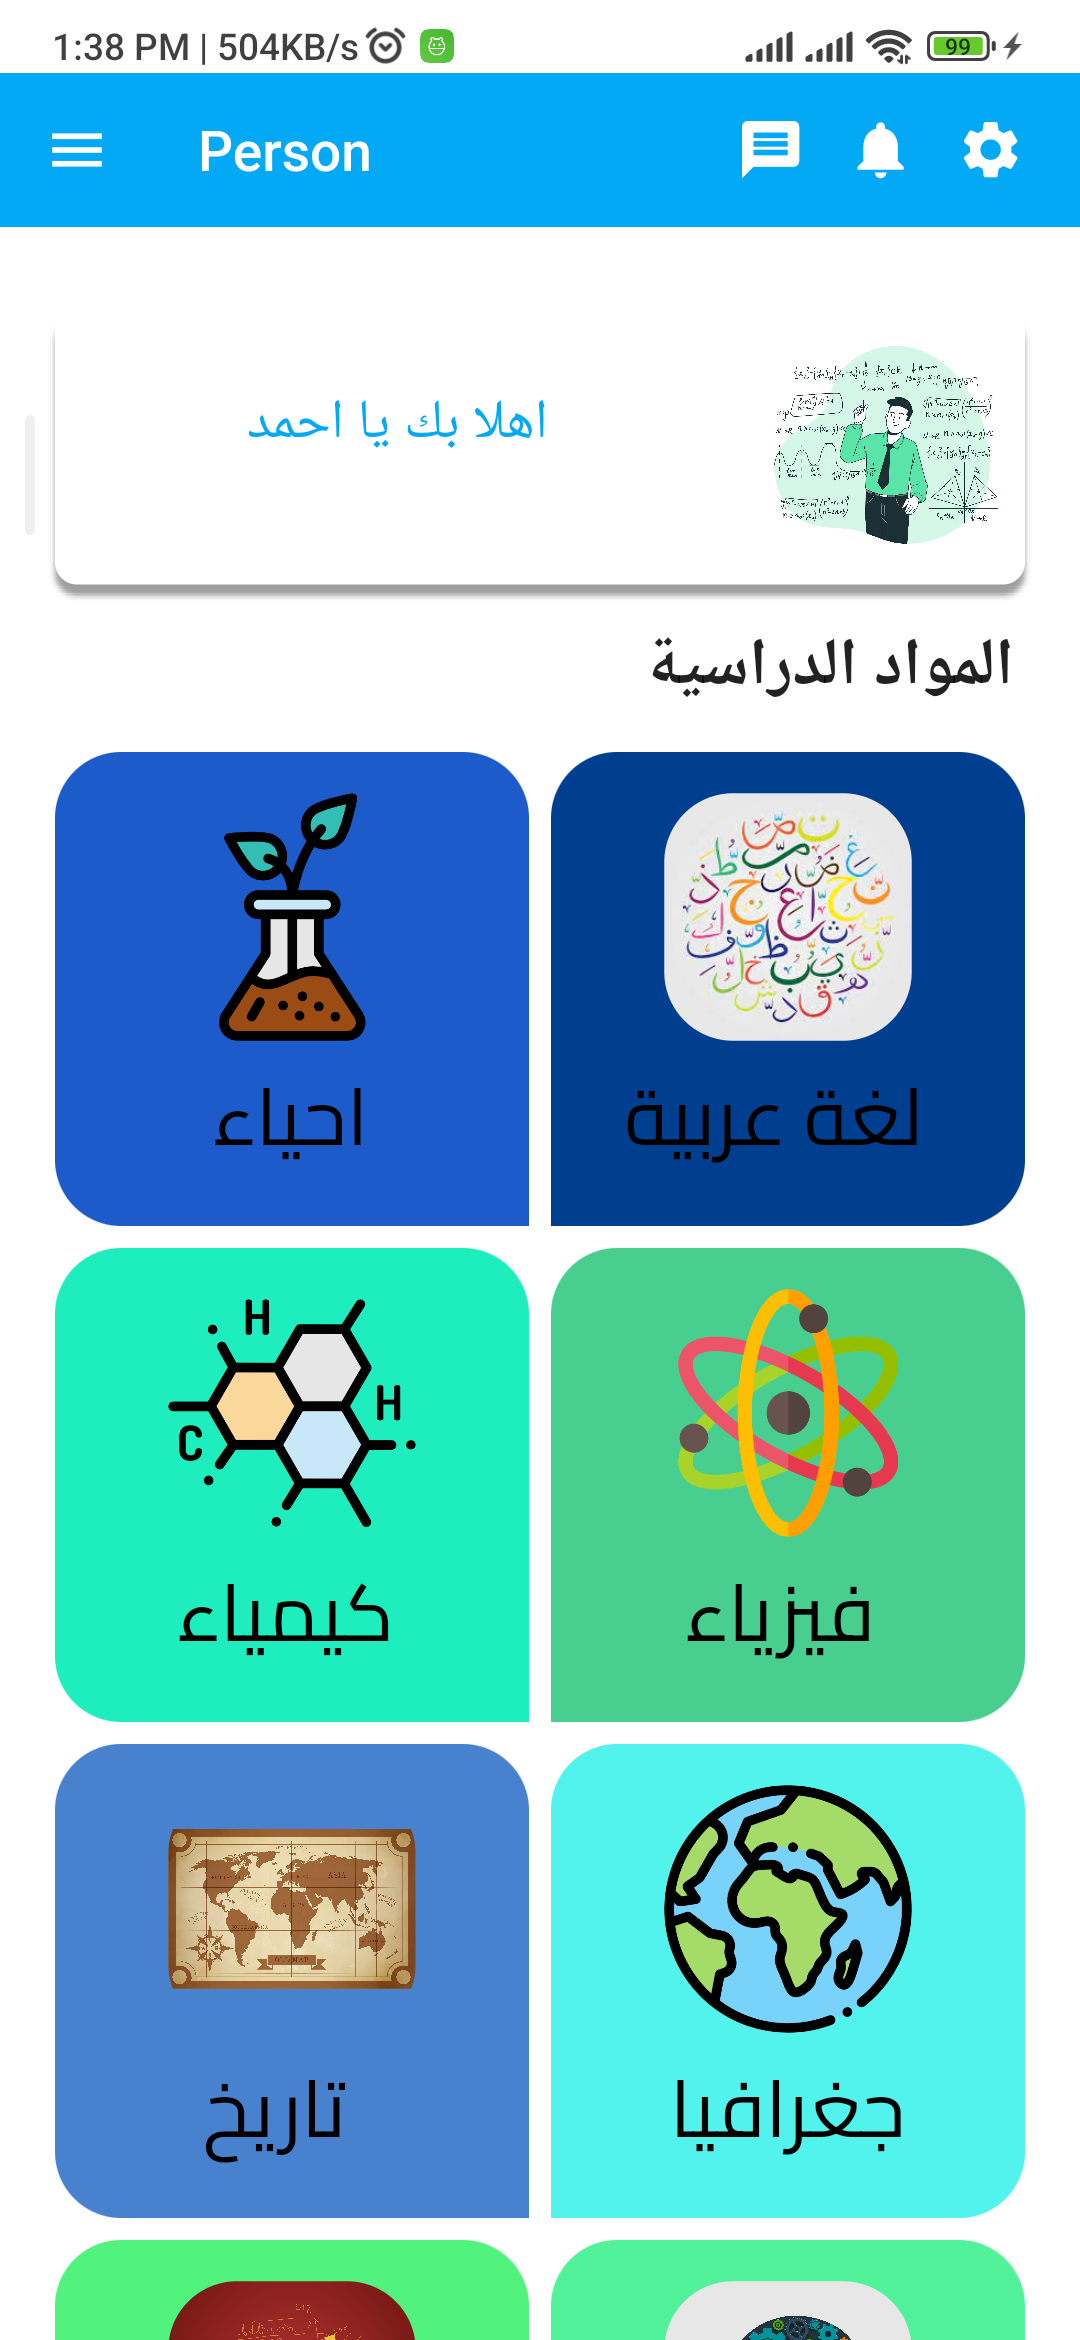 1:38 PM | 504KB/s
99
Person
اهلا بك يا احمد
المواد الدراسية
لغة عربية
احياء
H
H
C
فيزياء
كيمياء
ASIA
جغرافيا
تاريخ